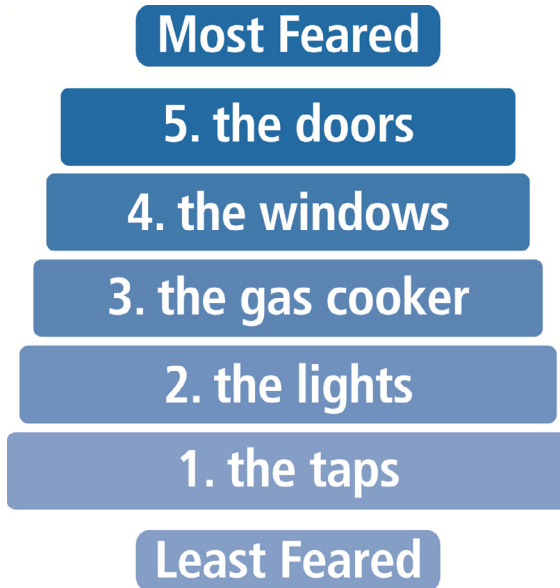 Most Feared
5. the doors
4. the windows
3. the gas cooker
2. the lights
1. the taps
Least Feared